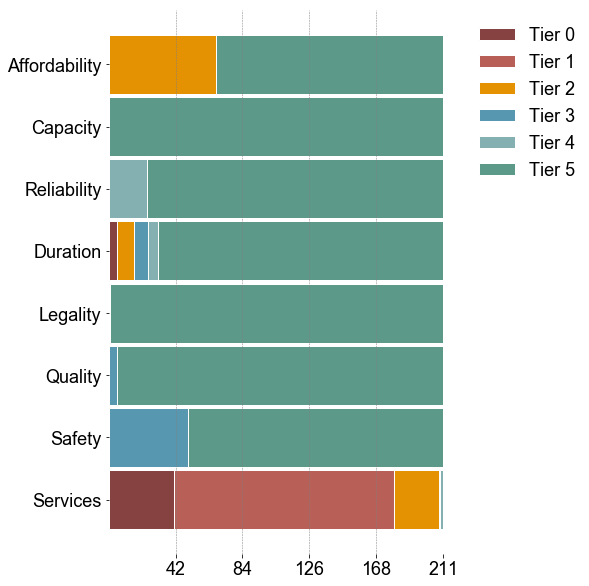 Affordability
Capacity
Reliability
Duration
Legality
Quality
Safety
Services
42 84 126 168 211
Tier 0
Tier 1
Tier 2
Tier 3
Tier 4
Tier 5